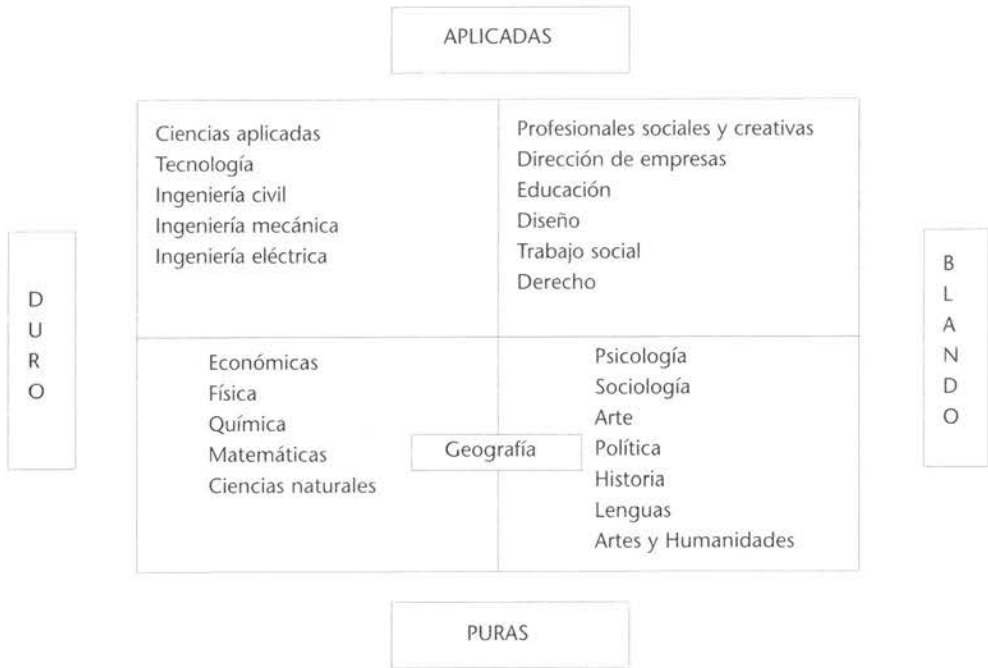 APLICADAS
Ciencias aplicadas
Tecnología
Ingeniería civil
Ingeniería mecánica
Ingeniería eléctrica
Profesionales sociales y creativas
Dirección de empresas
Educación
Diseño
Trabajo social
Derecho
D
U
R
O
B
L
A
N
D
O
Económicas
Física
Química
Matemáticas
Ciencias naturales
Geografía
Psicología
Sociología
Arte
Política
Historia
Lenguas
Artes y Humanidades
PURAS